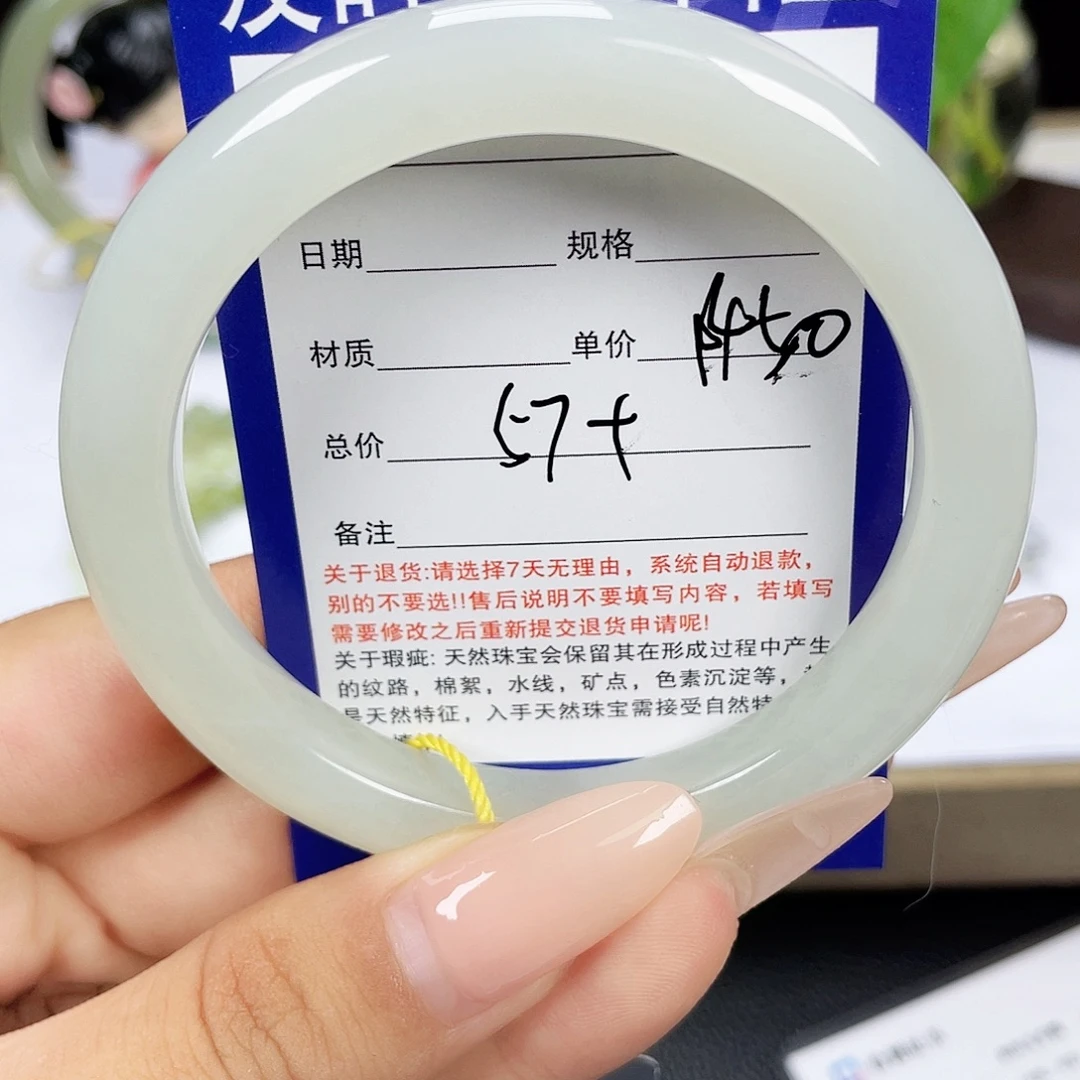 日期 规格
材质 单价
总价 57+
备注
关于退货:请选择7天无理由，系统自动退款，
别的不要选!!售后说明不要填写内容，若填写
需要修改之后重新提交退货申请呢!
关于瑕疵: 天然珠宝会保留其在形成过程中产生
的纹路，棉絮，水线，矿点，色素沉淀等，
是天然特征，入手天然珠宝需接受自然特